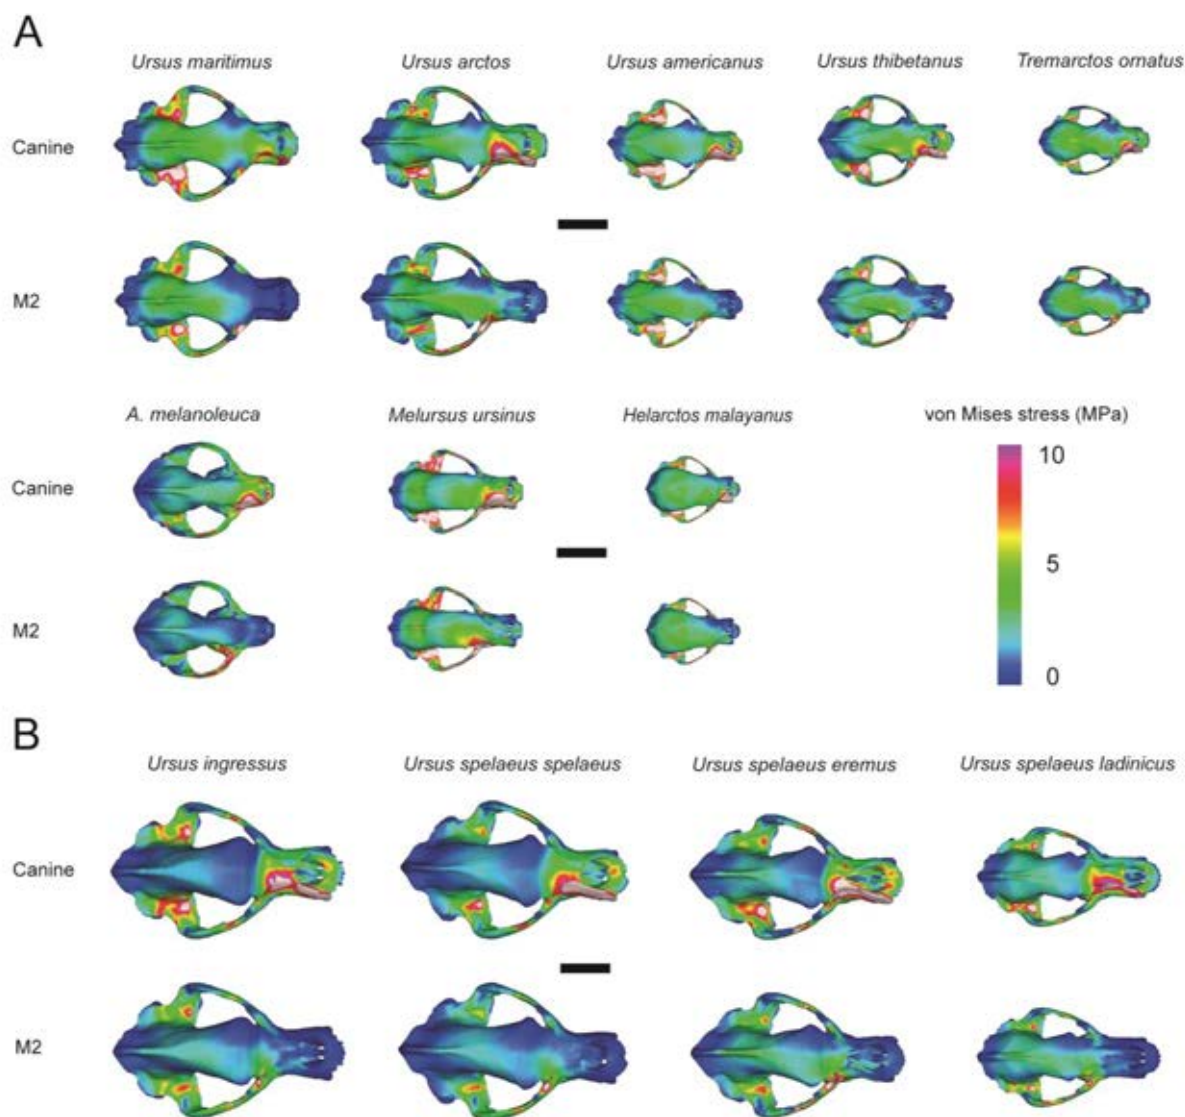 A
Ursus maritimus Ursus arctos Ursus americanus Ursus thibetanus Tremarctos ornatus
Canine
M2
A. melanoleuca Melursus ursinus Helarctos malayanus von Mises stress (MPa)
Canine
10
5
M2
0
B
Ursus ingressus Ursus spelaeus spelaeus Ursus spelaeus eremus Ursus spelaeus ladinicus
Canine
M2